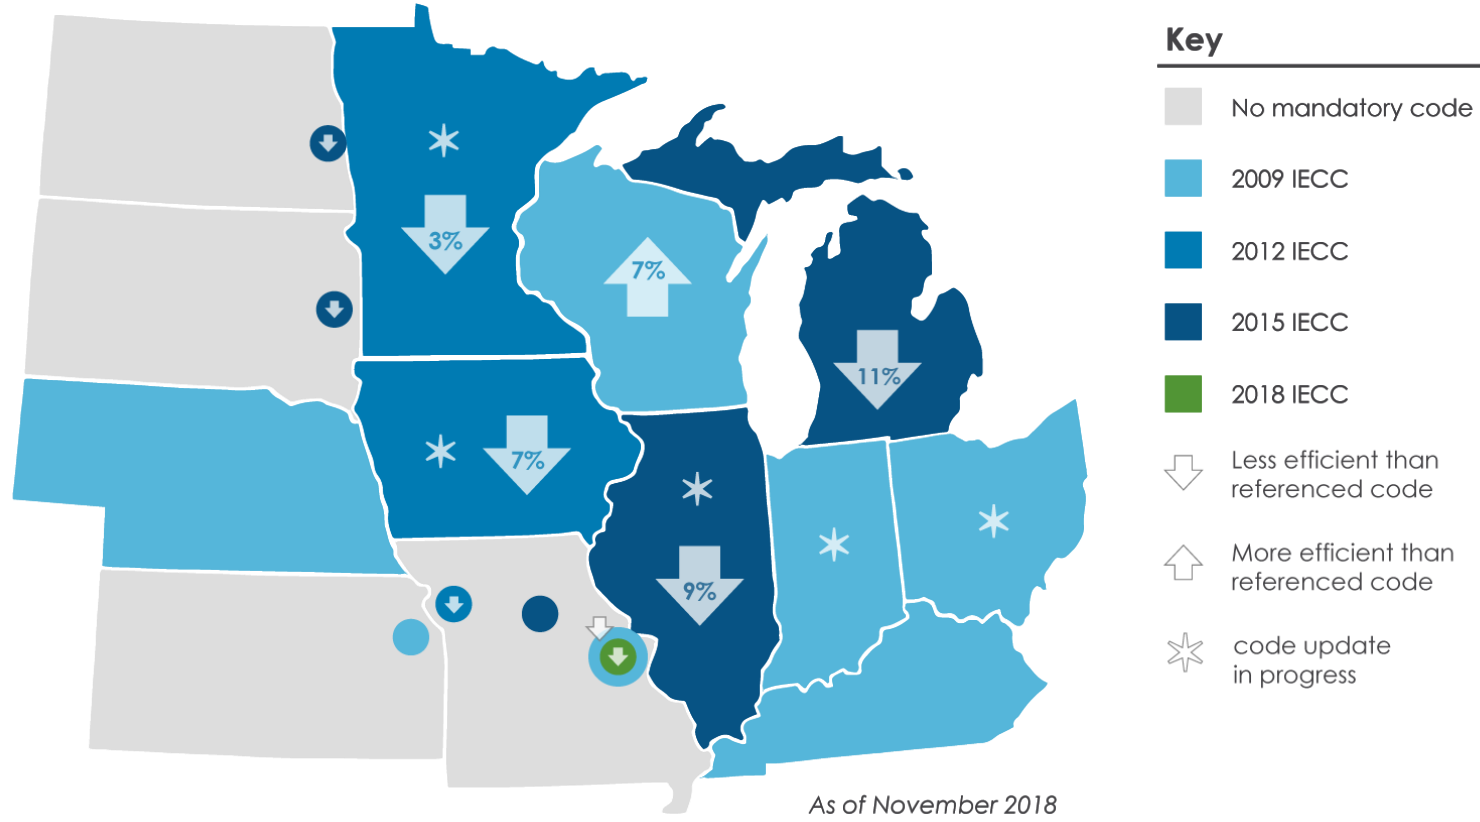 Key
No mandatory code
2009 IECC
2012 IECC
2015 IECC
2018 IECC
Less efficient than
referenced code
More efficient than
referenced code
code update
in progress
3%
7%
11%
7%
9%
As of November 2018